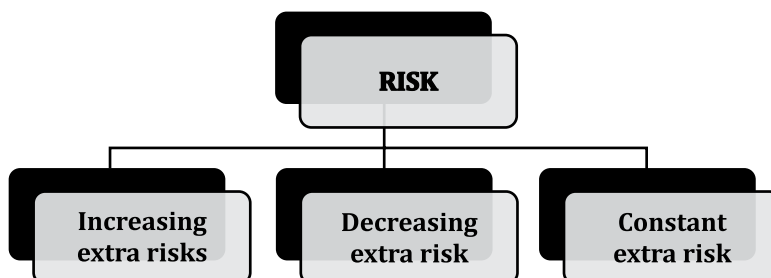 RISK
Increasing
extra risks
Decreasing
extra risk
Constant
extra risk